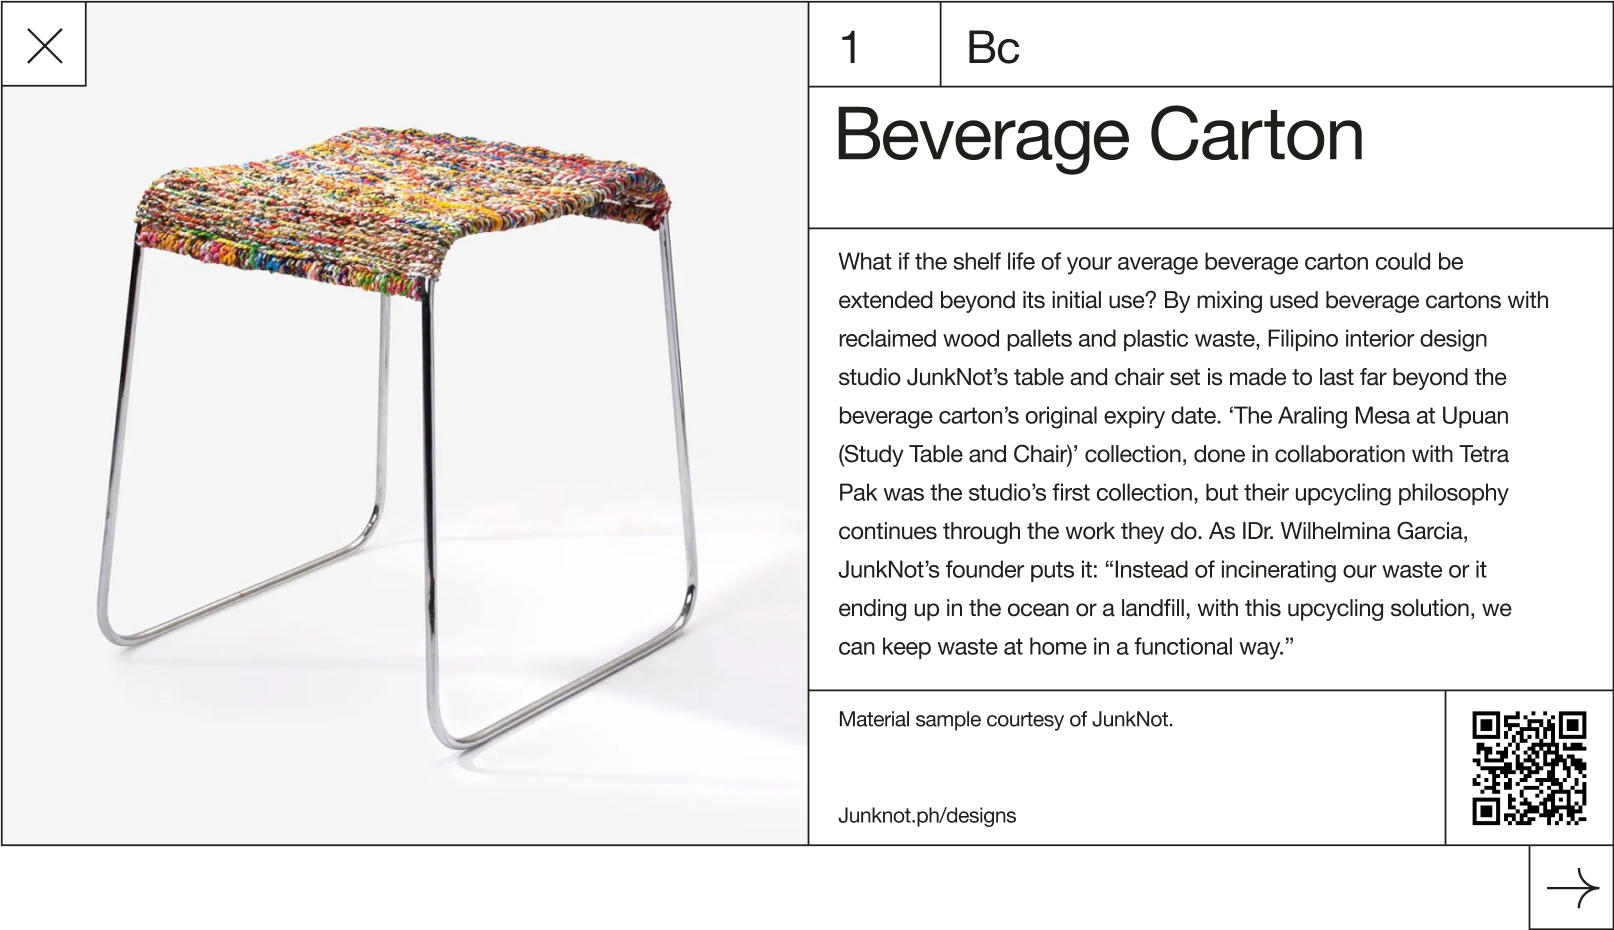 1
Bc
Beverage Carton
What if the shelf life of your average beverage carton could be
extended beyond its initial use? By mixing used beverage cartons with
reclaimed wood pallets and plastic waste, Filipino interior design
studio JunkNot’s table and chair set is made to last far beyond the
beverage carton’s original expiry date. ‘The Araling Mesa at Upuan
(Study Table and Chair)’ collection, done in collaboration with Tetra
Pak was the studio’s first collection, but their upcycling philosophy
continues through the work they do. As IDr. Wilhelmina Garcia,
JunkNot’s founder puts it: “Instead of incinerating our waste or it
ending up in the ocean or a landfill, with this upcycling solution, we
can keep waste at home in a functional way.”
Material sample courtesy of JunkNot.
Junknot.ph/designs